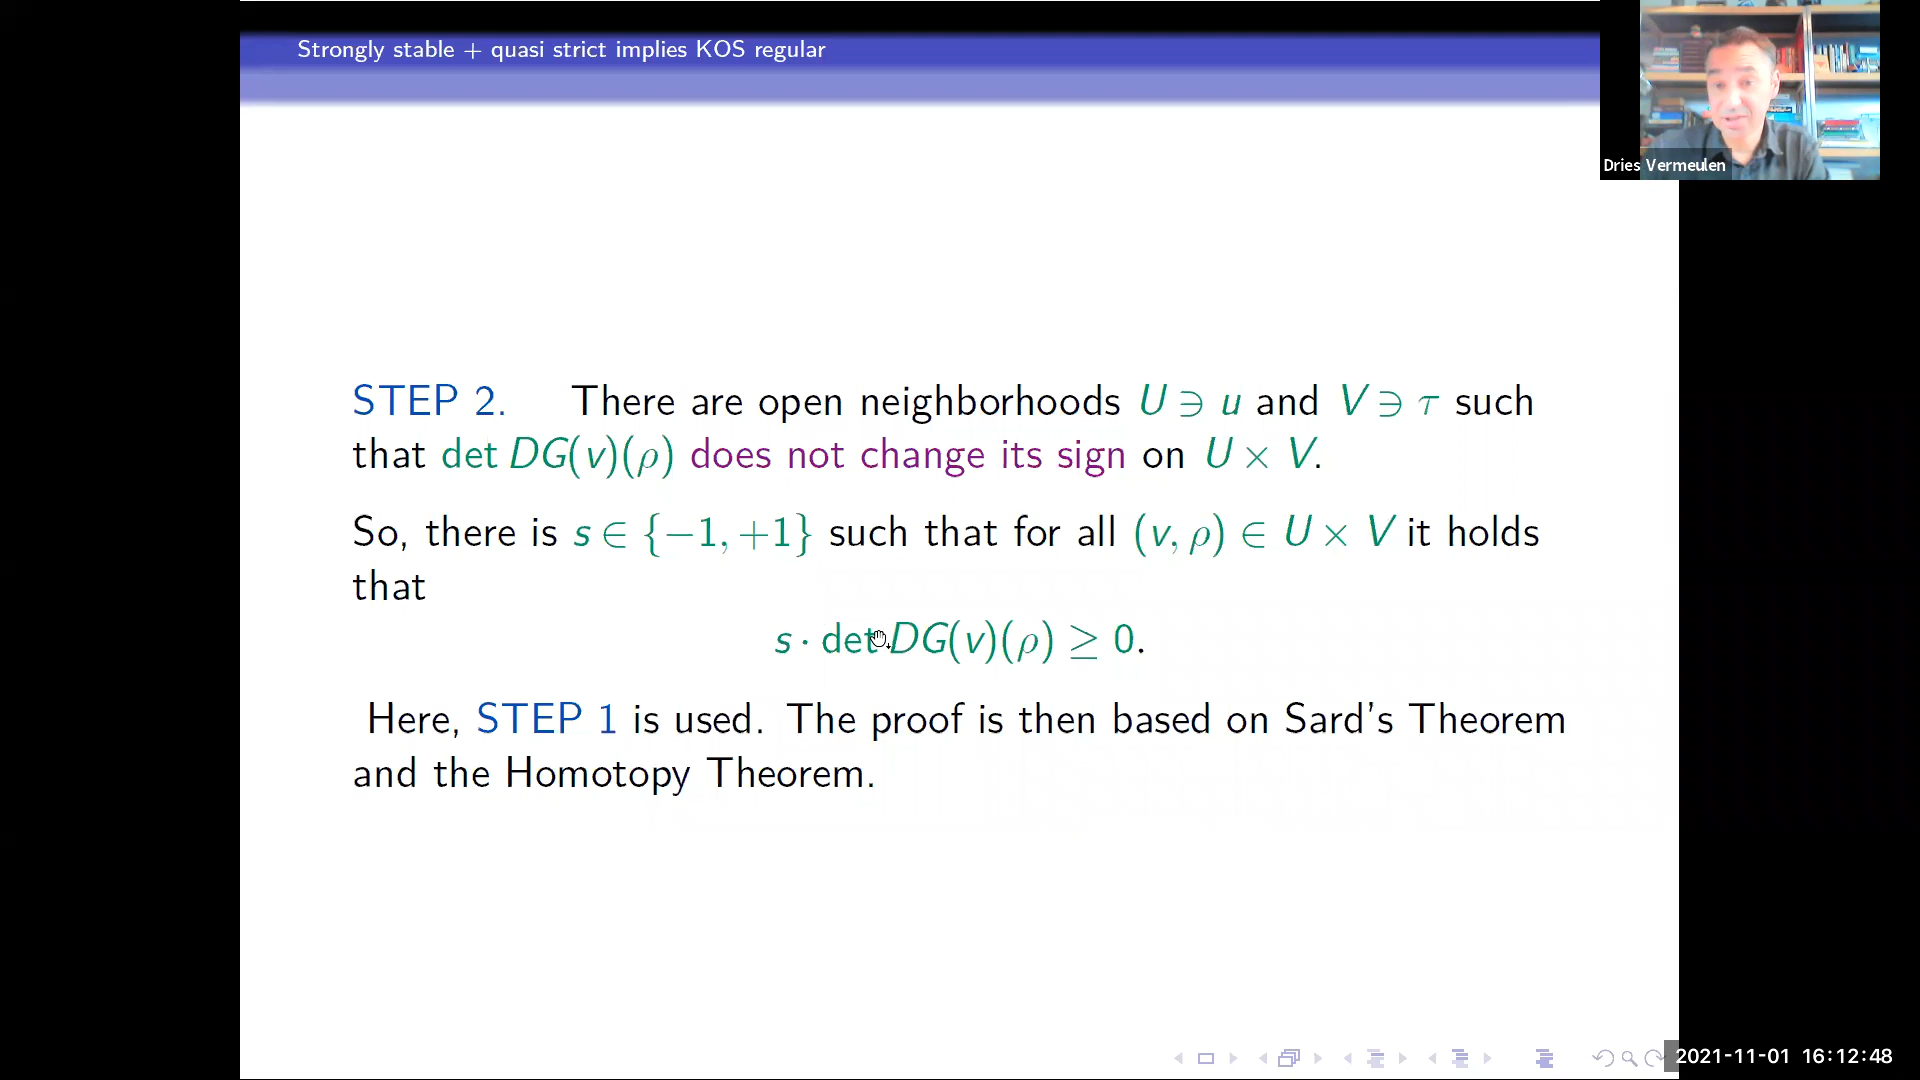 Strongly stable + quasi strict implies KOS regular
Dries Vermeulen
STEP 2. There are open neighborhoods U ∋ u and V ∋ τ such
that det DG(v)(ρ) does not change its sign on U × V.
So, there is s ∈ {−1, +1} such that for all (v, ρ) ∈ U × V it holds
that
s · det DG(v)(ρ) ≥ 0.
Here, STEP 1 is used. The proof is then based on Sard's Theorem
and the Homotopy Theorem.
2021-11-01 16:12:48